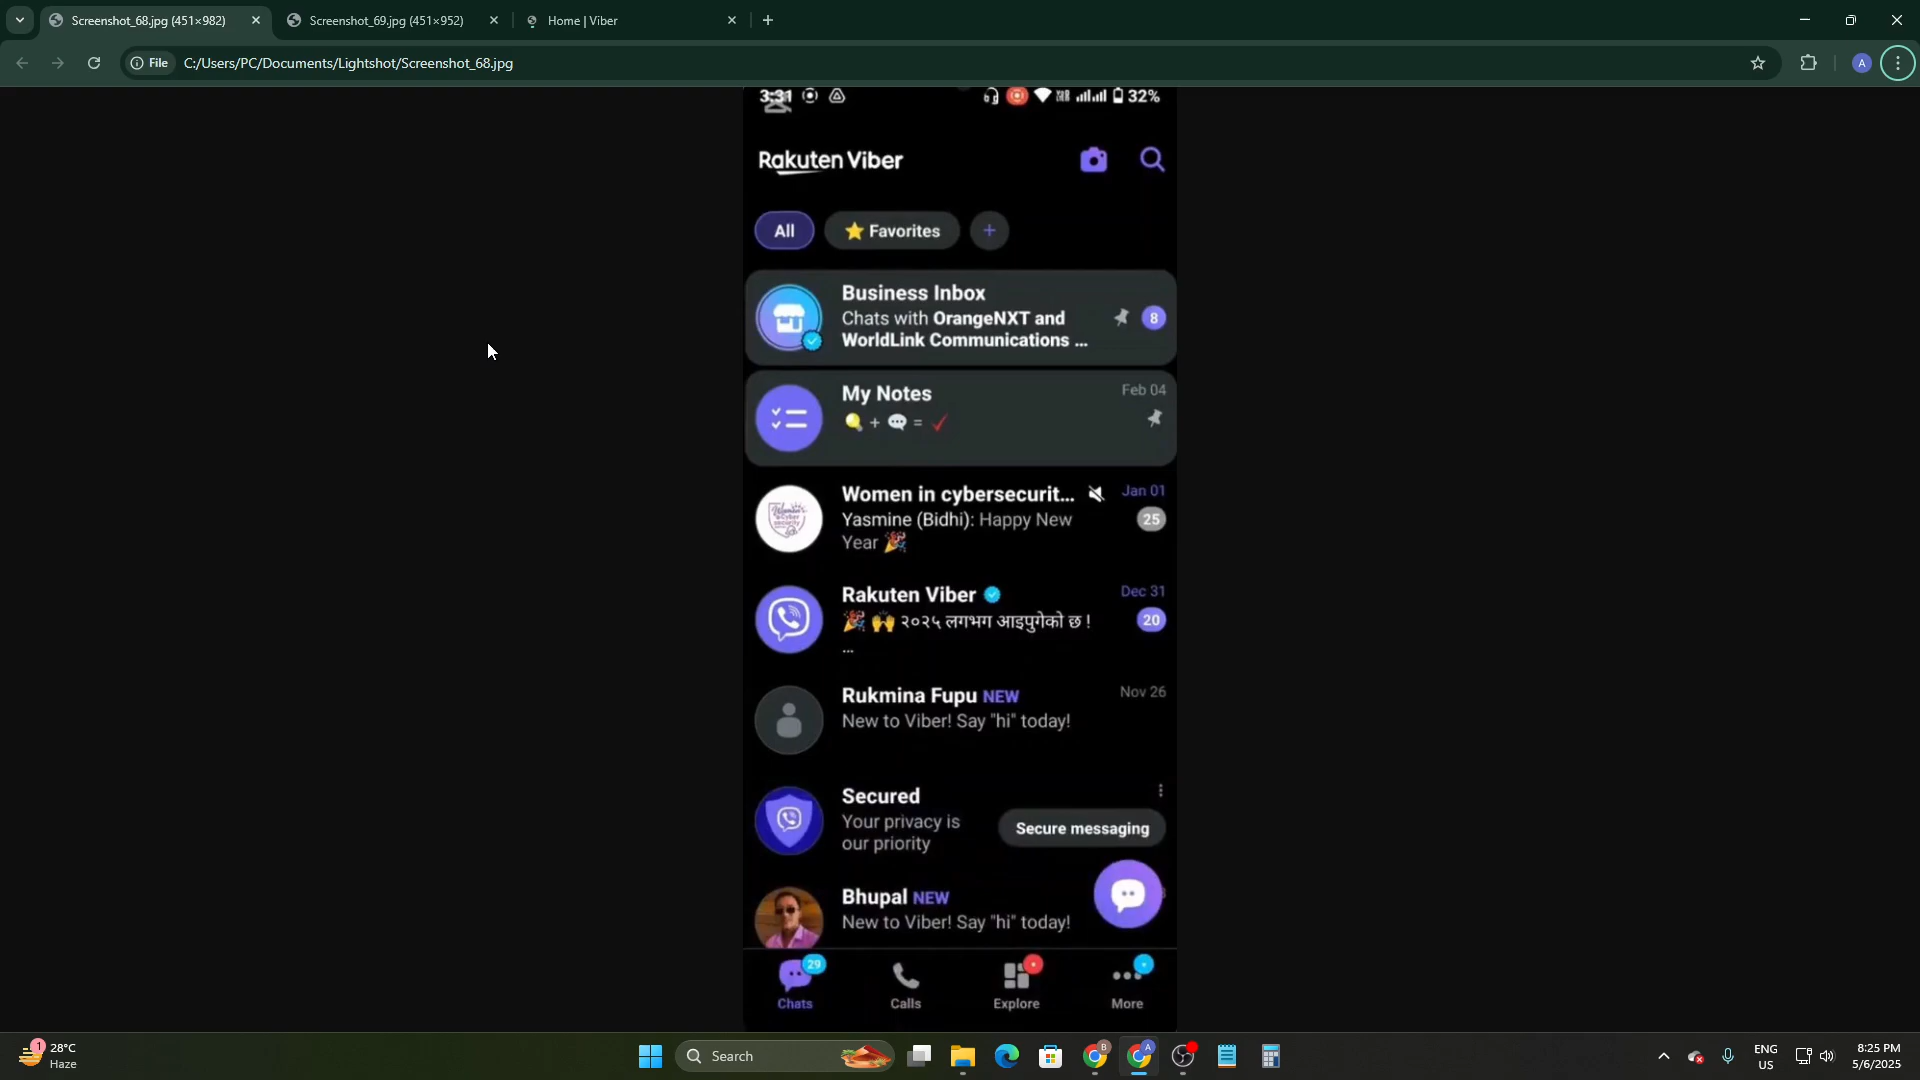 Screenshot_68.jpg (451×982)
Screenshot_69.jpg (451×952)
Home | Viber
File
C:/Users/PC/Documents/Lightshot/Screenshot_68.jpg
A
3:31
32%
Rakuten Viber
All
Favorites
+
Business Inbox
Chats with OrangeNXT and
WorldLink Communications ...
8
My Notes
Feb 04
+ =
Women in cybersecurit...
Jan 01
Yasmine (Bidhi): Happy New
Year
25
Rakuten Viber
Dec 31
२०२५ लगभग आइपुगेको छ !
...
20
Rukmina Fupu NEW
Nov 26
New to Viber! Say "hi" today!
Secured
Your privacy is
our priority
Secure messaging
Bhupal NEW
New to Viber! Say "hi" today!
29
Chats
Calls
Explore
More
1
28°C
Haze
Search
B
A
ENG
US
8:25 PM
5/6/2025